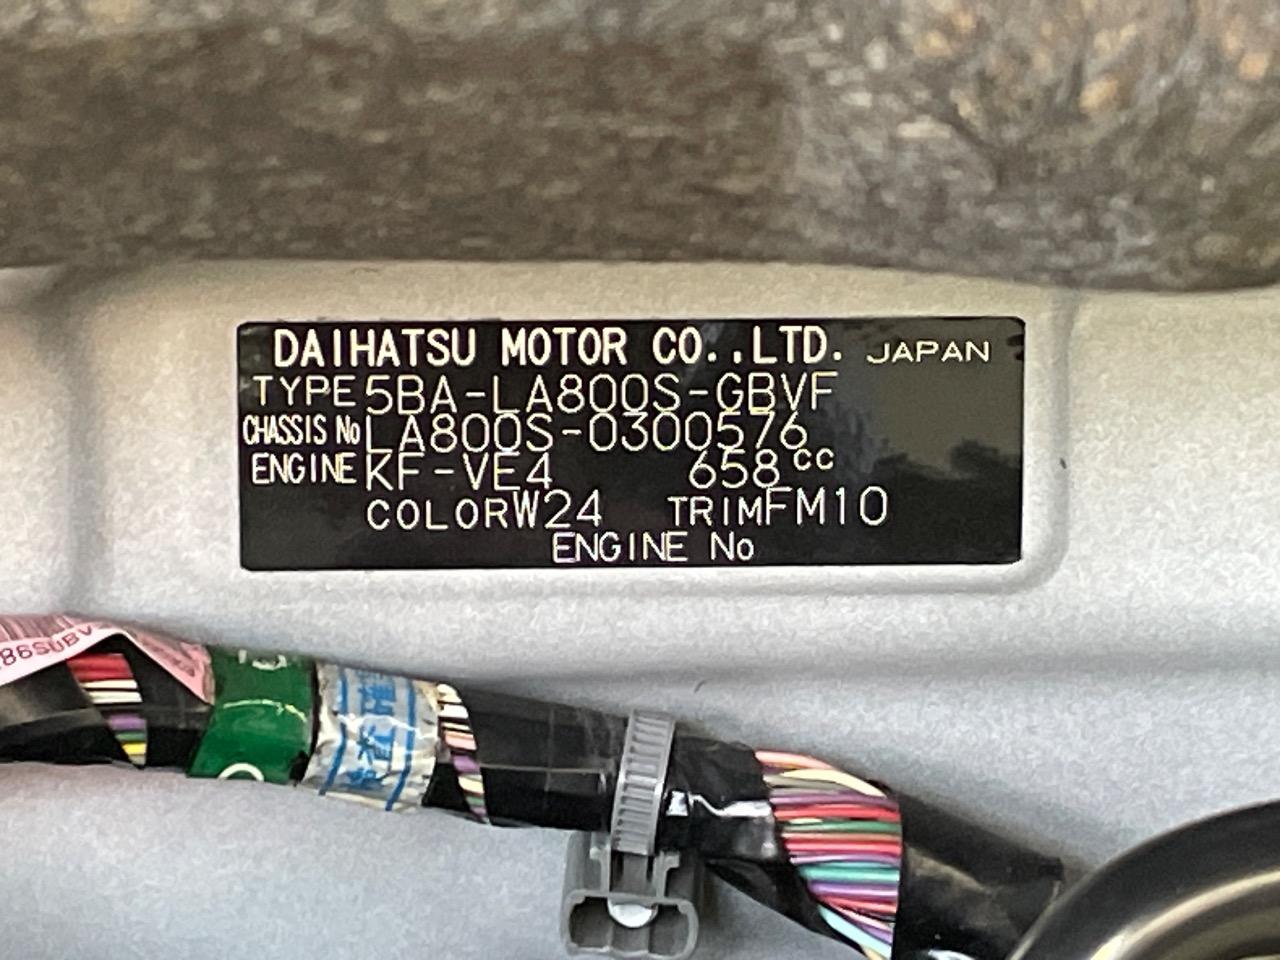 DAIHATSU MOTOR CO.,LTD. JAPAN
TYPE 5BA-LA800S-GBVF
CHASSIS No LA800S-0300576
ENGINE KF-VE4 658cc
COLOR W24 TRIM FM10
ENGINE No
86SUBV